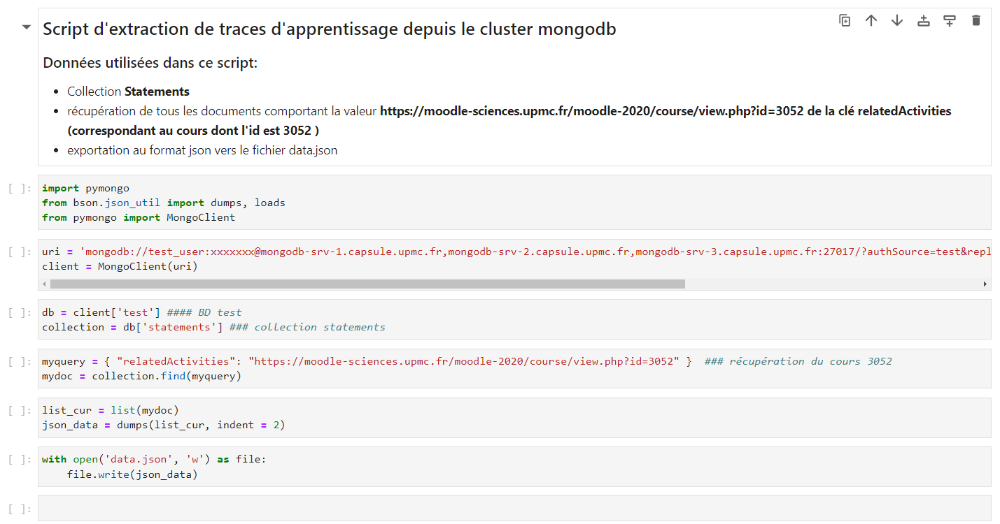 Script d'extraction de traces d'apprentissage depuis le cluster mongodb
Données utilisées dans ce script:
• Collection Statements
• récupération de tous les documents comportant la valeur https://moodle-sciences.upmc.fr/moodle-2020/course/view.php?id=3052 de la clé relatedActivities
(correspondant au cours dont l'id est 3052 )
• exportation au format json vers le fichier data.json
[ ]: import pymongo
from bson.json_util import dumps, loads
from pymongo import MongoClient
[ ]: uri = 'mongodb://test_user:xxxxxxx@mongodb-srv-1.capsule.upmc.fr,mongodb-srv-2.capsule.upmc.fr,mongodb-srv-3.capsule.upmc.fr:27017/?authSource=test&repl
client = MongoClient(uri)
[ ]: db = client['test'] #### BD test
collection = db['statements'] ### collection statements
[ ]: myquery = { "relatedActivities": "https://moodle-sciences.upmc.fr/moodle-2020/course/view.php?id=3052" }  ### récupération du cours 3052
mydoc = collection.find(myquery)
[ ]: list_cur = list(mydoc)
json_data = dumps(list_cur, indent = 2)
[ ]: with open('data.json', 'w') as file:
    file.write(json_data)
[ ]: